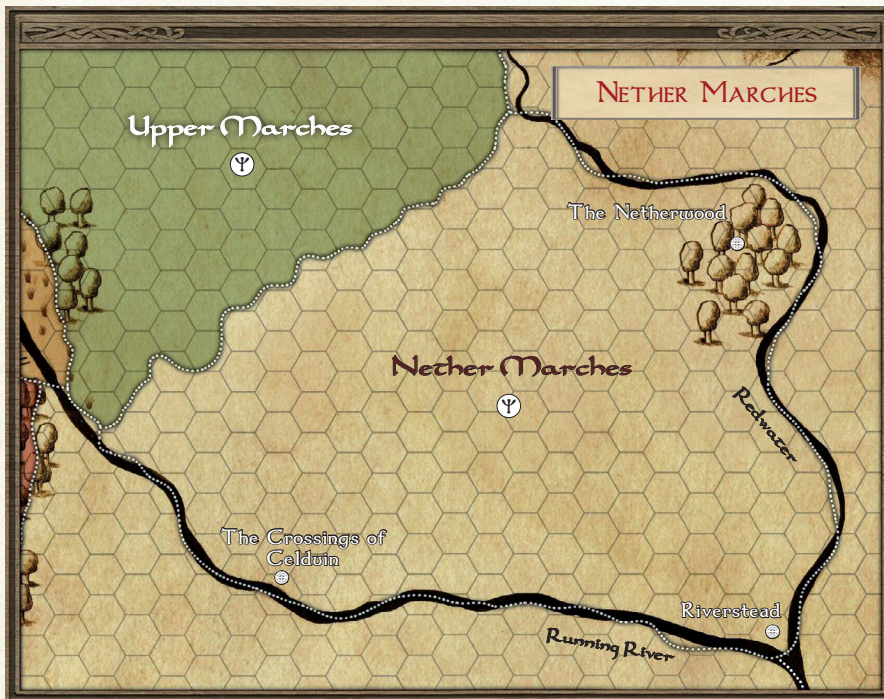 Nether Marches
Upper Marches
The Netherwood
Nether Marches
Redwater
The Crossings of
Celduin
Riverstead
Running River